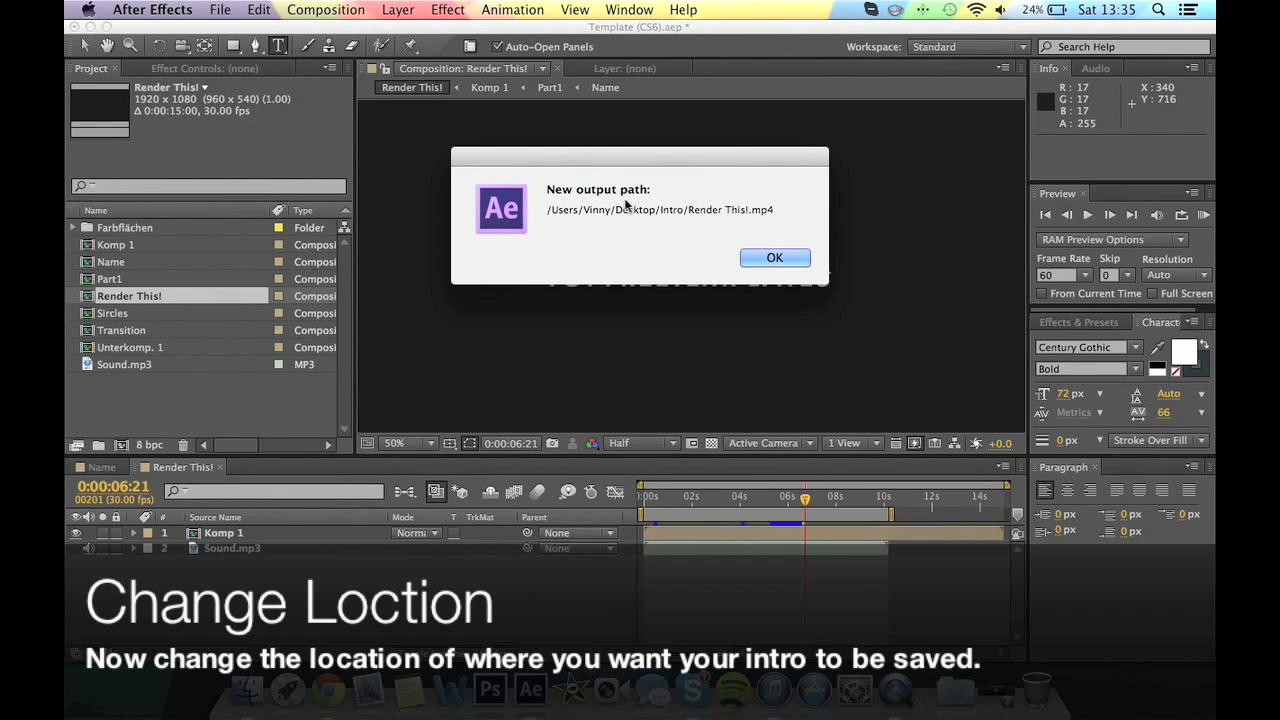 After Effects File Edit Composition Layer Effect Animation View Window Help 24% Sat 13:35
Template (CS6).aep *
Auto-Open Panels Workspace: Standard Search Help
Project Effect Controls: (none) Composition: Render This! Layer: (none) Info Audio
Render This!
1920 x 1080 (960 x 540) (1.00)
Δ 0:00:15:00, 30.00 fps
Render This! Komp 1 Part1 Name
R : 17 X : 340
G : 17 Y : 716
B : 17
A : 255
New output path:
/Users/Vinny/Desktop/Intro/Render This!.mp4
Ae
OK
Name Type
Farbflächen Folder
Komp 1 Composi
Name Composi
Part1 Composi
Render This! Composi
Sircles Composi
Transition Composi
Unterkomp. 1 Composi
Sound.mp3 MP3
8 bpc
Preview
RAM Preview Options
Frame Rate Skip Resolution
60 0 Auto
From Current Time Full Screen
Effects & Presets Charact
Century Gothic
Bold
72 px Auto
Metrics 66
0 px Stroke Over Fill
50% 0:00:06:21 Half Active Camera 1 View +0.0
Name Render This!
0:00:06:21
00201 (30.00 fps)
:00s 02s 04s 06s 08s 10s 12s 14s
# Source Name Mode T TrkMat Parent
1 Komp 1 Norma None
2 Sound.mp3 None
Paragraph
0 px 0 px 0 px
0 px 0 px
Change Loction
Now change the location of where you want your intro to be saved.
Ps Ae